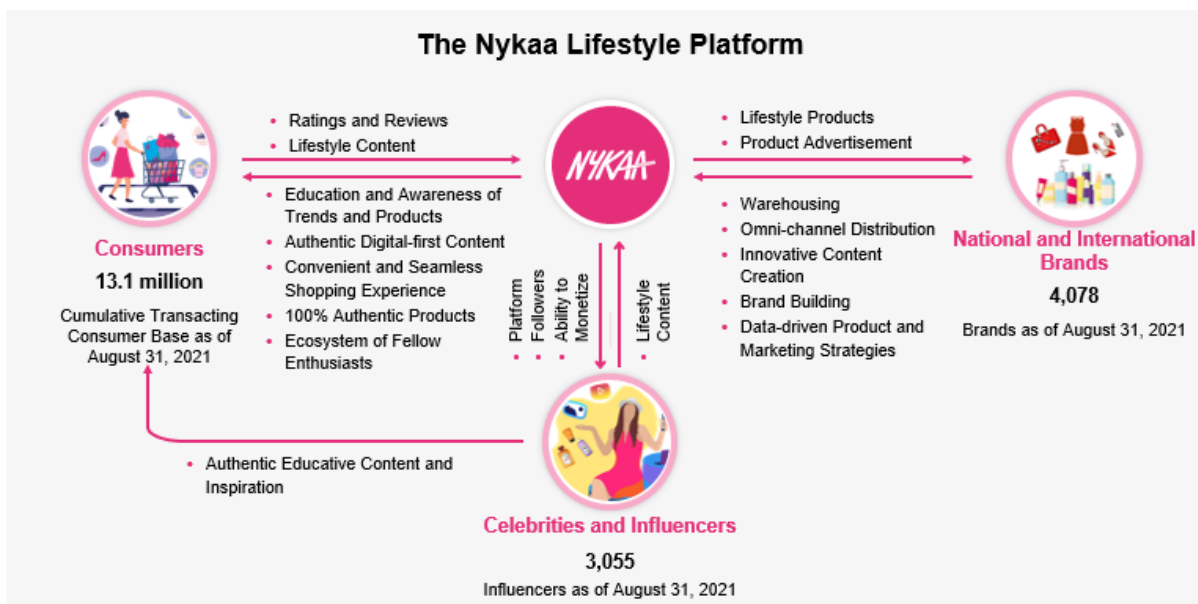 The Nykaa Lifestyle Platform
• Ratings and Reviews
• Lifestyle Content
• Education and Awareness of
Trends and Products
• Authentic Digital-first Content
• Convenient and Seamless
Shopping Experience
• 100% Authentic Products
• Ecosystem of Fellow
Enthusiasts
Consumers
13.1 million
Cumulative Transacting
Consumer Base as of
August 31, 2021
NYKAA
• Platform
• Followers
• Ability to
Monetize
• Lifestyle
Content
• Lifestyle Products
• Product Advertisement
• Warehousing
• Omni-channel Distribution
• Innovative Content
Creation
• Brand Building
• Data-driven Product and
Marketing Strategies
National and International
Brands
4,078
Brands as of August 31, 2021
• Authentic Educative Content and
Inspiration
Celebrities and Influencers
3,055
Influencers as of August 31, 2021